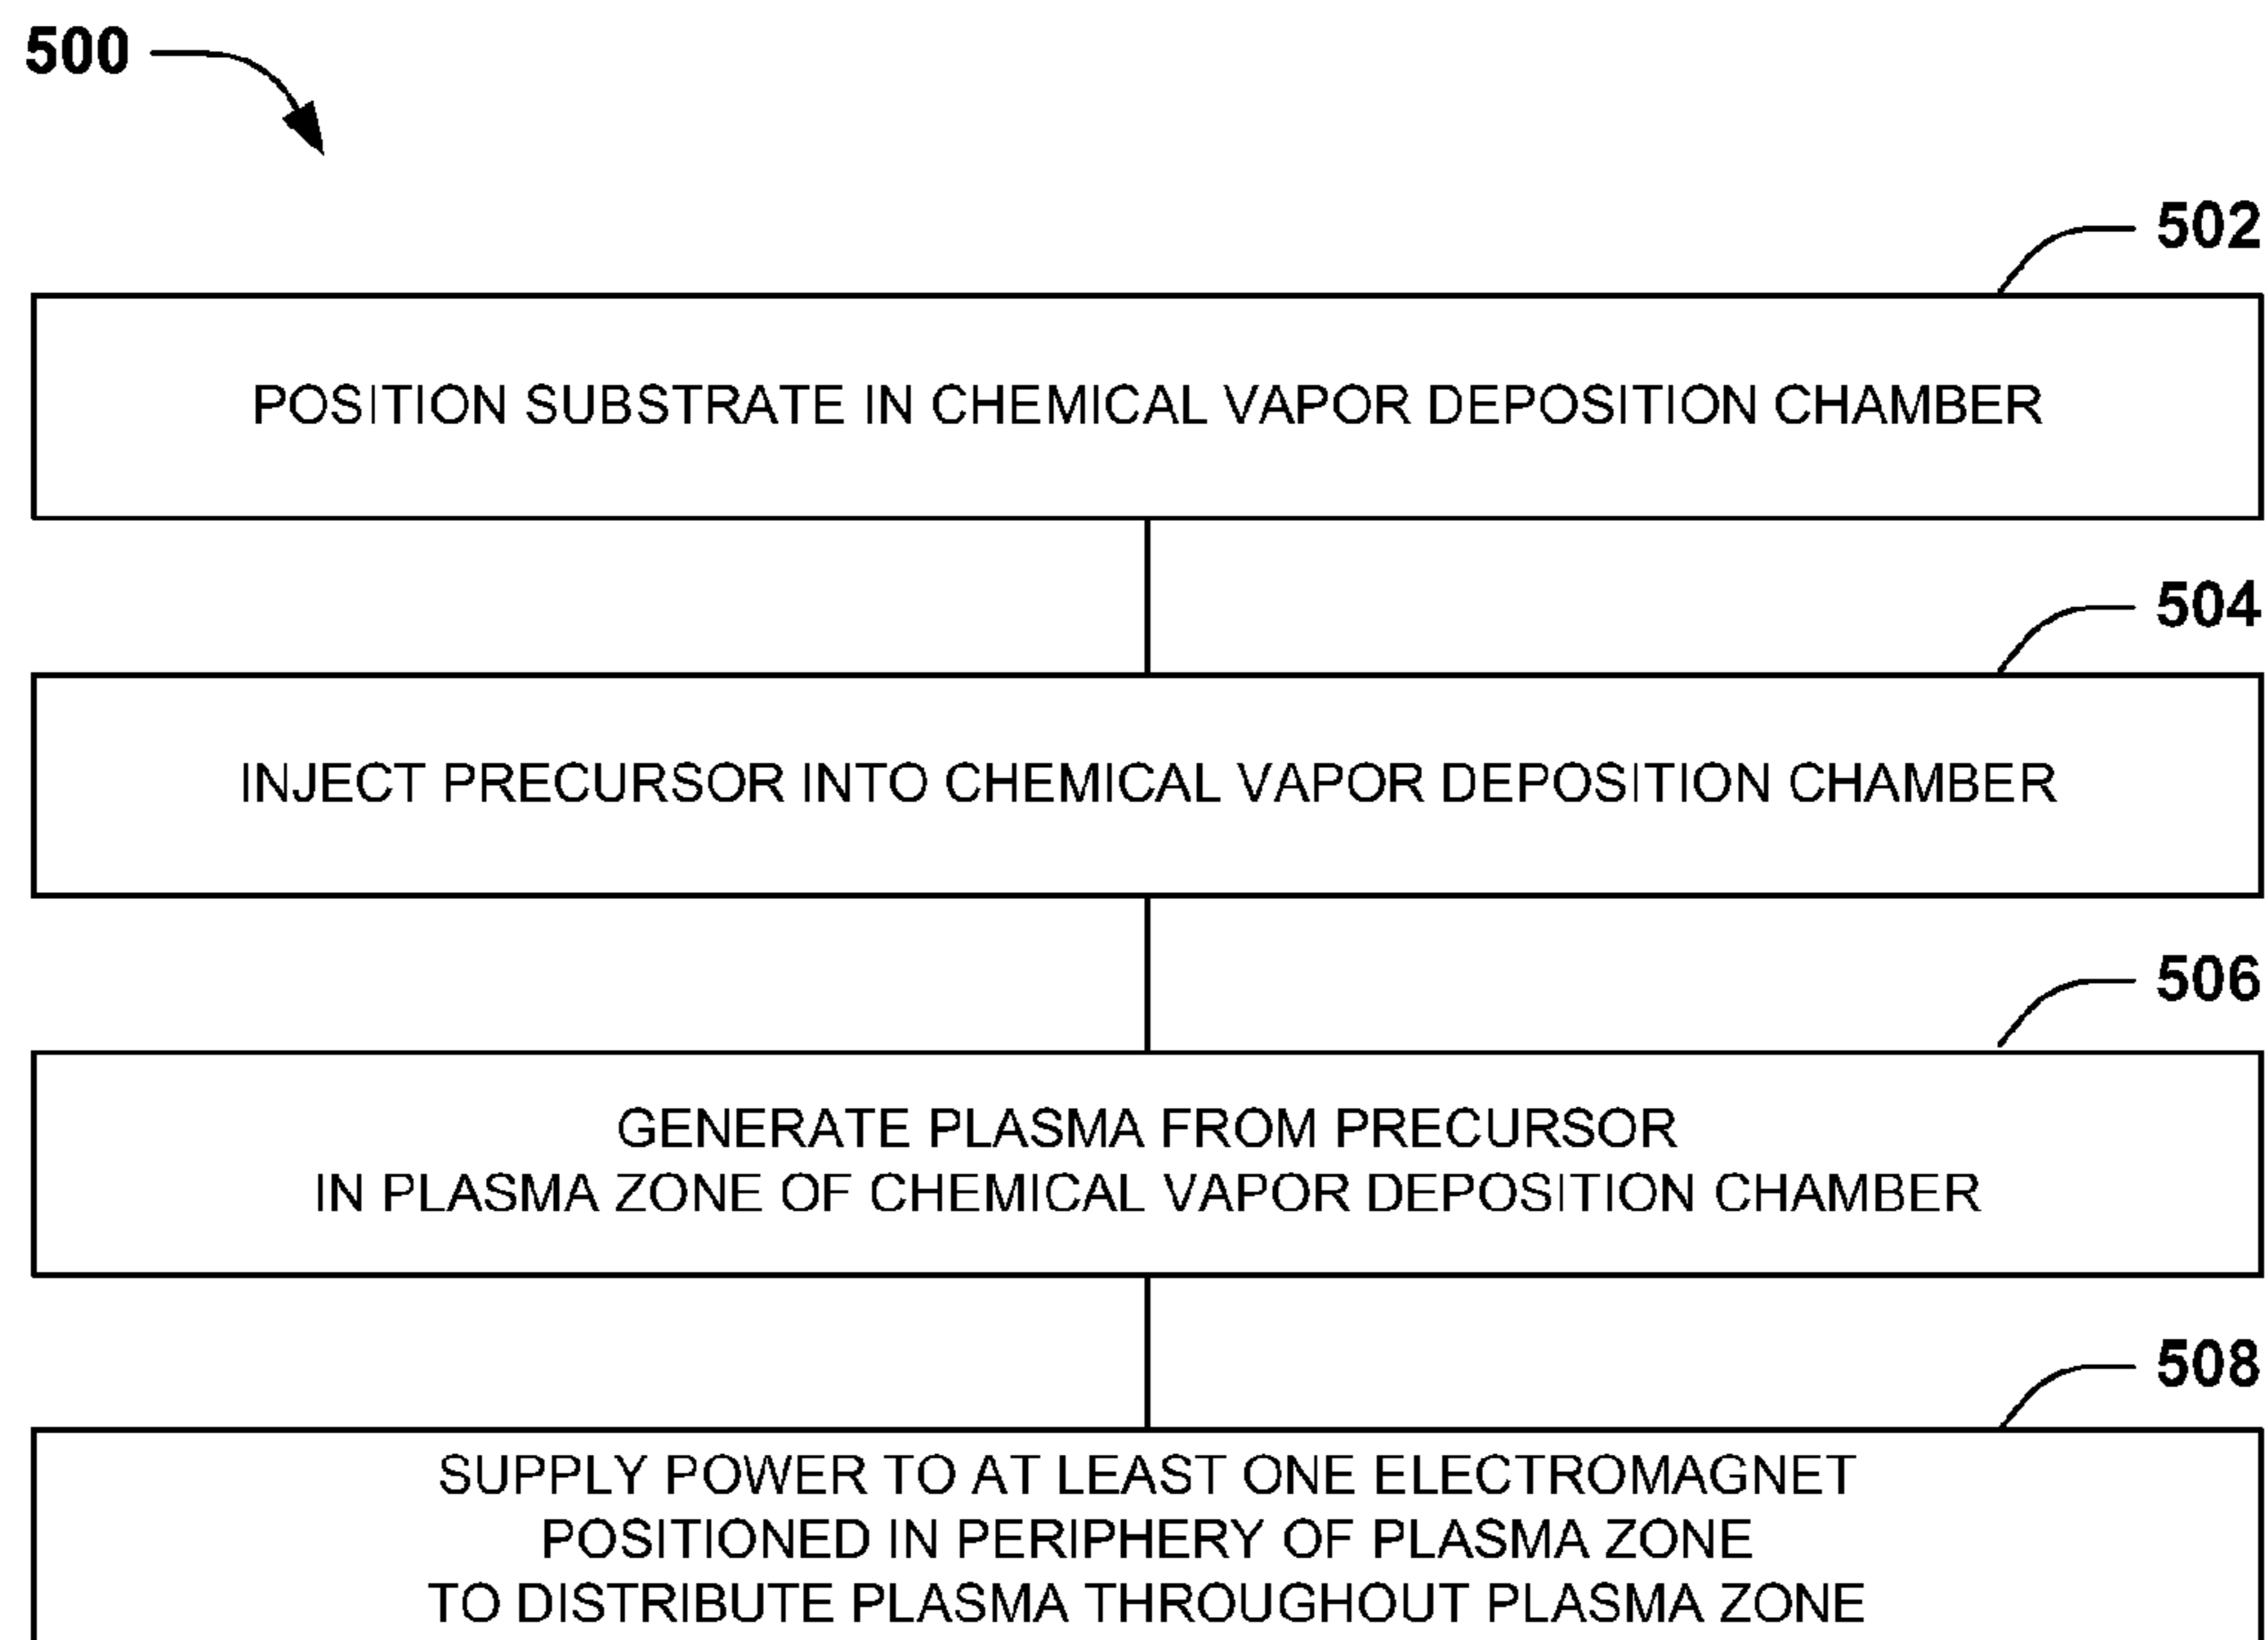 500
502
POSITION SUBSTRATE IN CHEMICAL VAPOR DEPOSITION CHAMBER
504
INJECT PRECURSOR INTO CHEMICAL VAPOR DEPOSITION CHAMBER
506
GENERATE PLASMA FROM PRECURSOR
IN PLASMA ZONE OF CHEMICAL VAPOR DEPOSITION CHAMBER
508
SUPPLY POWER TO AT LEAST ONE ELECTROMAGNET
POSITIONED IN PERIPHERY OF PLASMA ZONE
TO DISTRIBUTE PLASMA THROUGHOUT PLASMA ZONE